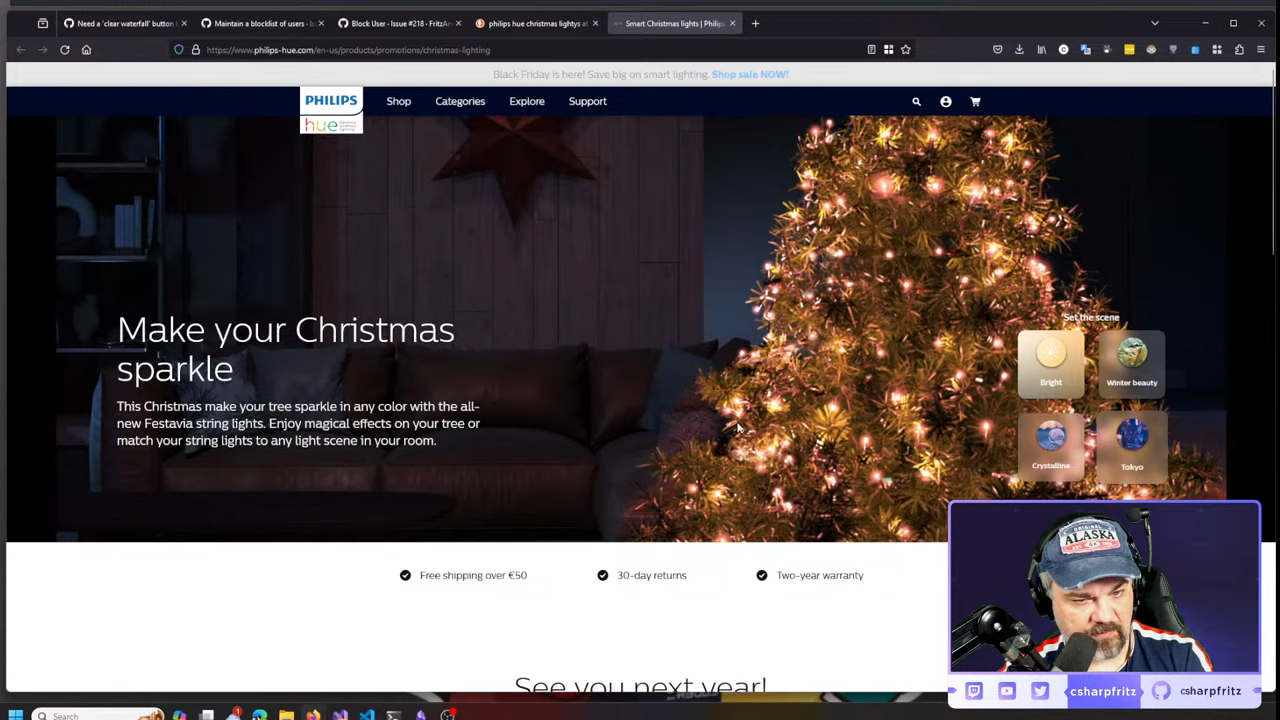 Need a 'clear waterfall' button
Maintain a blocklist of users · Is
Block User · Issue #218 · FritzAn
philips hue christmas lightys a
Smart Christmas lights | Philips
https://www.philips-hue.com/en-us/products/promotions/christmas-lighting
Black Friday is here! Save big on smart lighting. Shop sale NOW!
PHILIPS
hue
Shop
Categories
Explore
Support
Make your Christmas
sparkle
This Christmas make your tree sparkle in any color with the all-
new Festavia string lights. Enjoy magical effects on your tree or
match your string lights to any light scene in your room.
Set the scene
Bright
Winter beauty
Crystalline
Tokyo
Free shipping over €50
30-day returns
Two-year warranty
See you next year!
ORIGINAL
ALASKA
csharpfritz
csharpfritz
Search